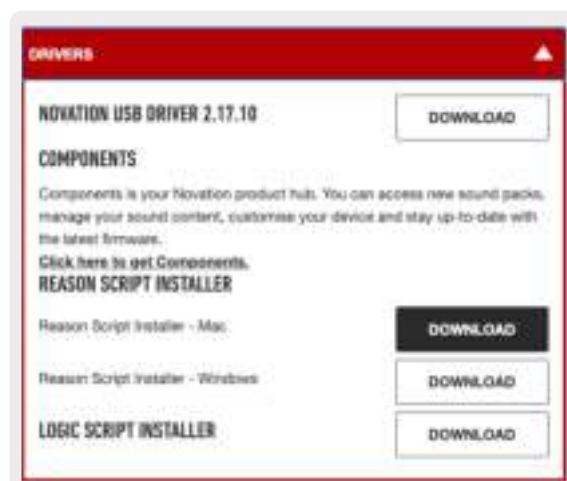 DRIVERS
NOVATION USB DRIVER 2.17.10
DOWNLOAD
COMPONENTS
Components is your Novation product hub. You can access new sound packs,
manage your sound content, customise your device and stay up-to-date with
the latest firmware.
Click here to get Components.
REASON SCRIPT INSTALLER
Reason Script Installer - Mac
DOWNLOAD
Reason Script Installer - Windows
DOWNLOAD
LOGIC SCRIPT INSTALLER
DOWNLOAD